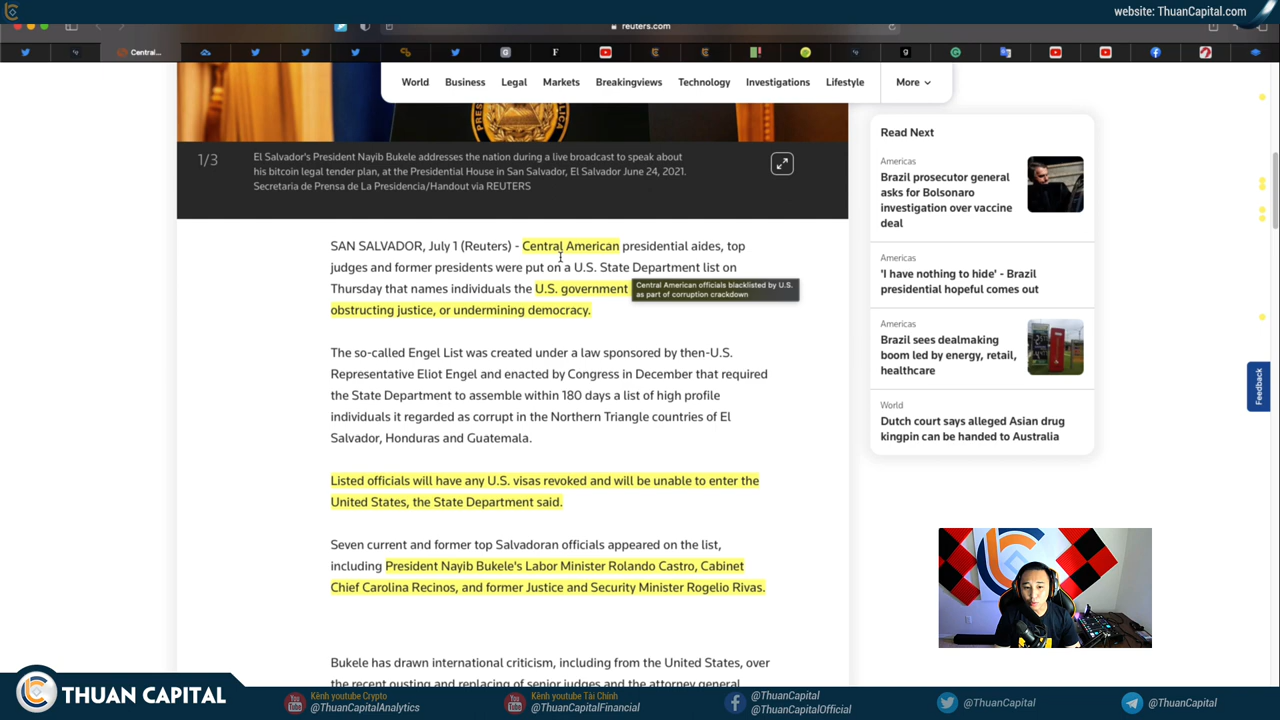 website: ThuanCapital.com
reuters.com
Central...
World
Business
Legal
Markets
Breakingviews
Technology
Investigations
Lifestyle
More
1/3
El Salvador's President Nayib Bukele addresses the nation during a live broadcast to speak about
his bitcoin legal tender plan, at the Presidential House in San Salvador, El Salvador June 24, 2021.
Secretaria de Prensa de La Presidencia/Handout via REUTERS
SAN SALVADOR, July 1 (Reuters) - Central American presidential aides, top
judges and former presidents were put on a U.S. State Department list on
Thursday that names individuals the U.S. government
obstructing justice, or undermining democracy.
Central American officials blacklisted by U.S.
as part of corruption crackdown
The so-called Engel List was created under a law sponsored by then-U.S.
Representative Eliot Engel and enacted by Congress in December that required
the State Department to assemble within 180 days a list of high profile
individuals it regarded as corrupt in the Northern Triangle countries of El
Salvador, Honduras and Guatemala.
Listed officials will have any U.S. visas revoked and will be unable to enter the
United States, the State Department said.
Seven current and former top Salvadoran officials appeared on the list,
including President Nayib Bukele's Labor Minister Rolando Castro, Cabinet
Chief Carolina Recinos, and former Justice and Security Minister Rogelio Rivas.
Bukele has drawn international criticism, including from the United States, over
the recent ousting and replacing of senior judges and the attorney general
Read Next
Americas
Brazil prosecutor general
asks for Bolsonaro
investigation over vaccine
deal
Americas
'I have nothing to hide' - Brazil
presidential hopeful comes out
Americas
Brazil sees dealmaking
boom led by energy, retail,
healthcare
World
Dutch court says alleged Asian drug
kingpin can be handed to Australia
Feedback
THUAN CAPITAL
Kênh youtube Crypto
@ThuanCapitalAnalytics
Kênh youtube Tài Chính
@ThuanCapitalFinancial
@ThuanCapital
@ThuanCapitalOfficial
@ThuanCapital
@ThuanCapital